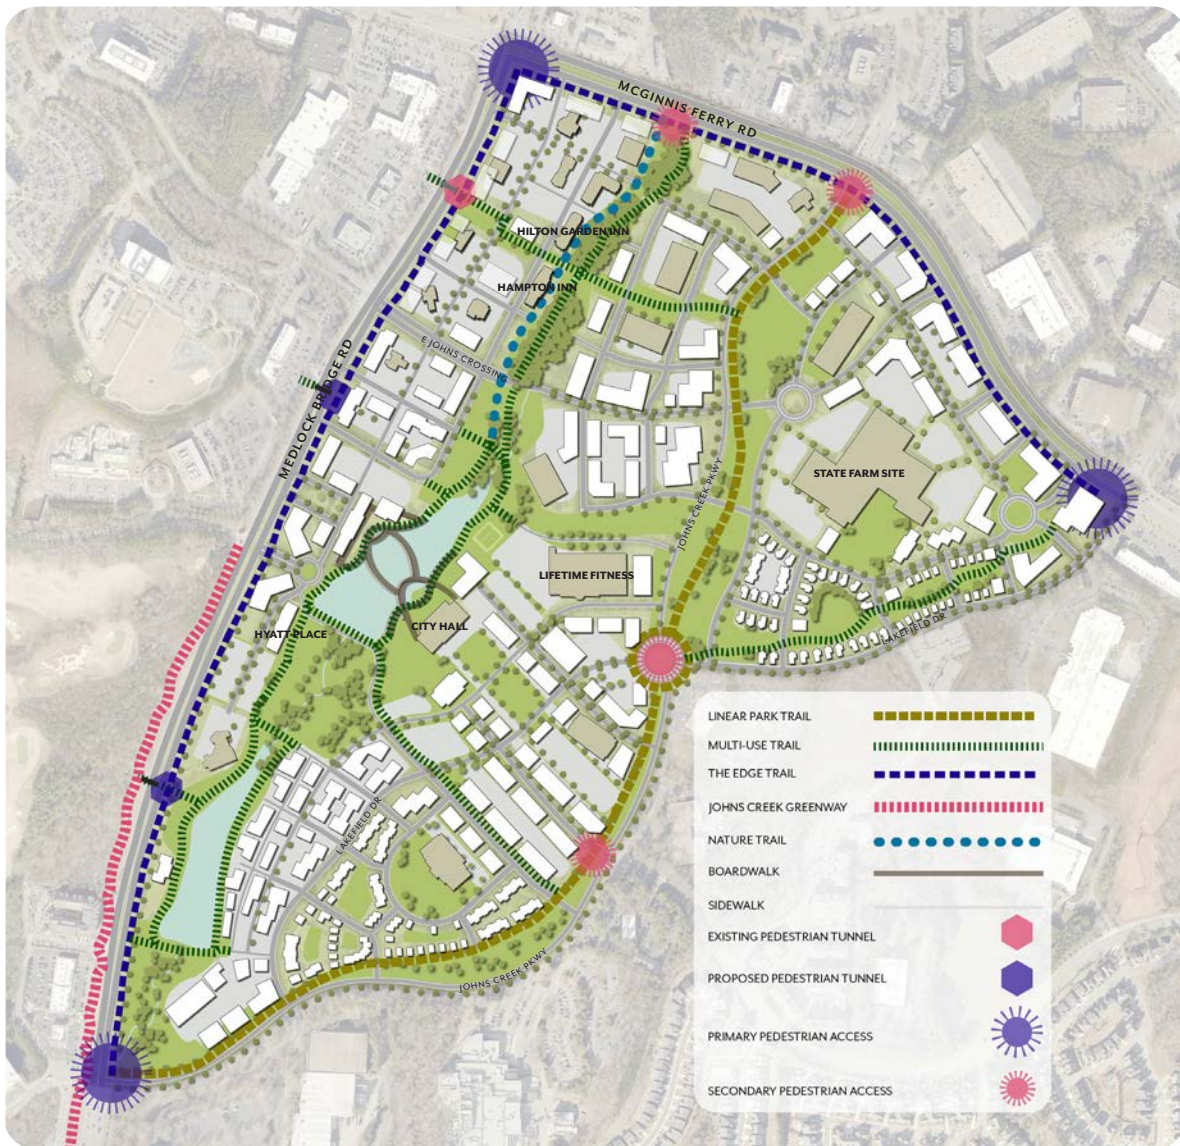 MCGINNIS FERRY RD
HILTON GARDEN INN
HAMPTON INN
E JOHNS CROSSING
MEDLOCK BRIDGE RD
STATE FARM SITE
JOHNS CREEK PKWY
LIFETIME FITNESS
CITY HALL
HYATT PLACE
LAKEFIELD DR
LAKEFIELD DR
JOHNS CREEK PKWY
LINEAR PARK TRAIL
MULTI-USE TRAIL
THE EDGE TRAIL
JOHNS CREEK GREENWAY
NATURE TRAIL
BOARDWALK
SIDEWALK
EXISTING PEDESTRIAN TUNNEL
PROPOSED PEDESTRIAN TUNNEL
PRIMARY PEDESTRIAN ACCESS
SECONDARY PEDESTRIAN ACCESS